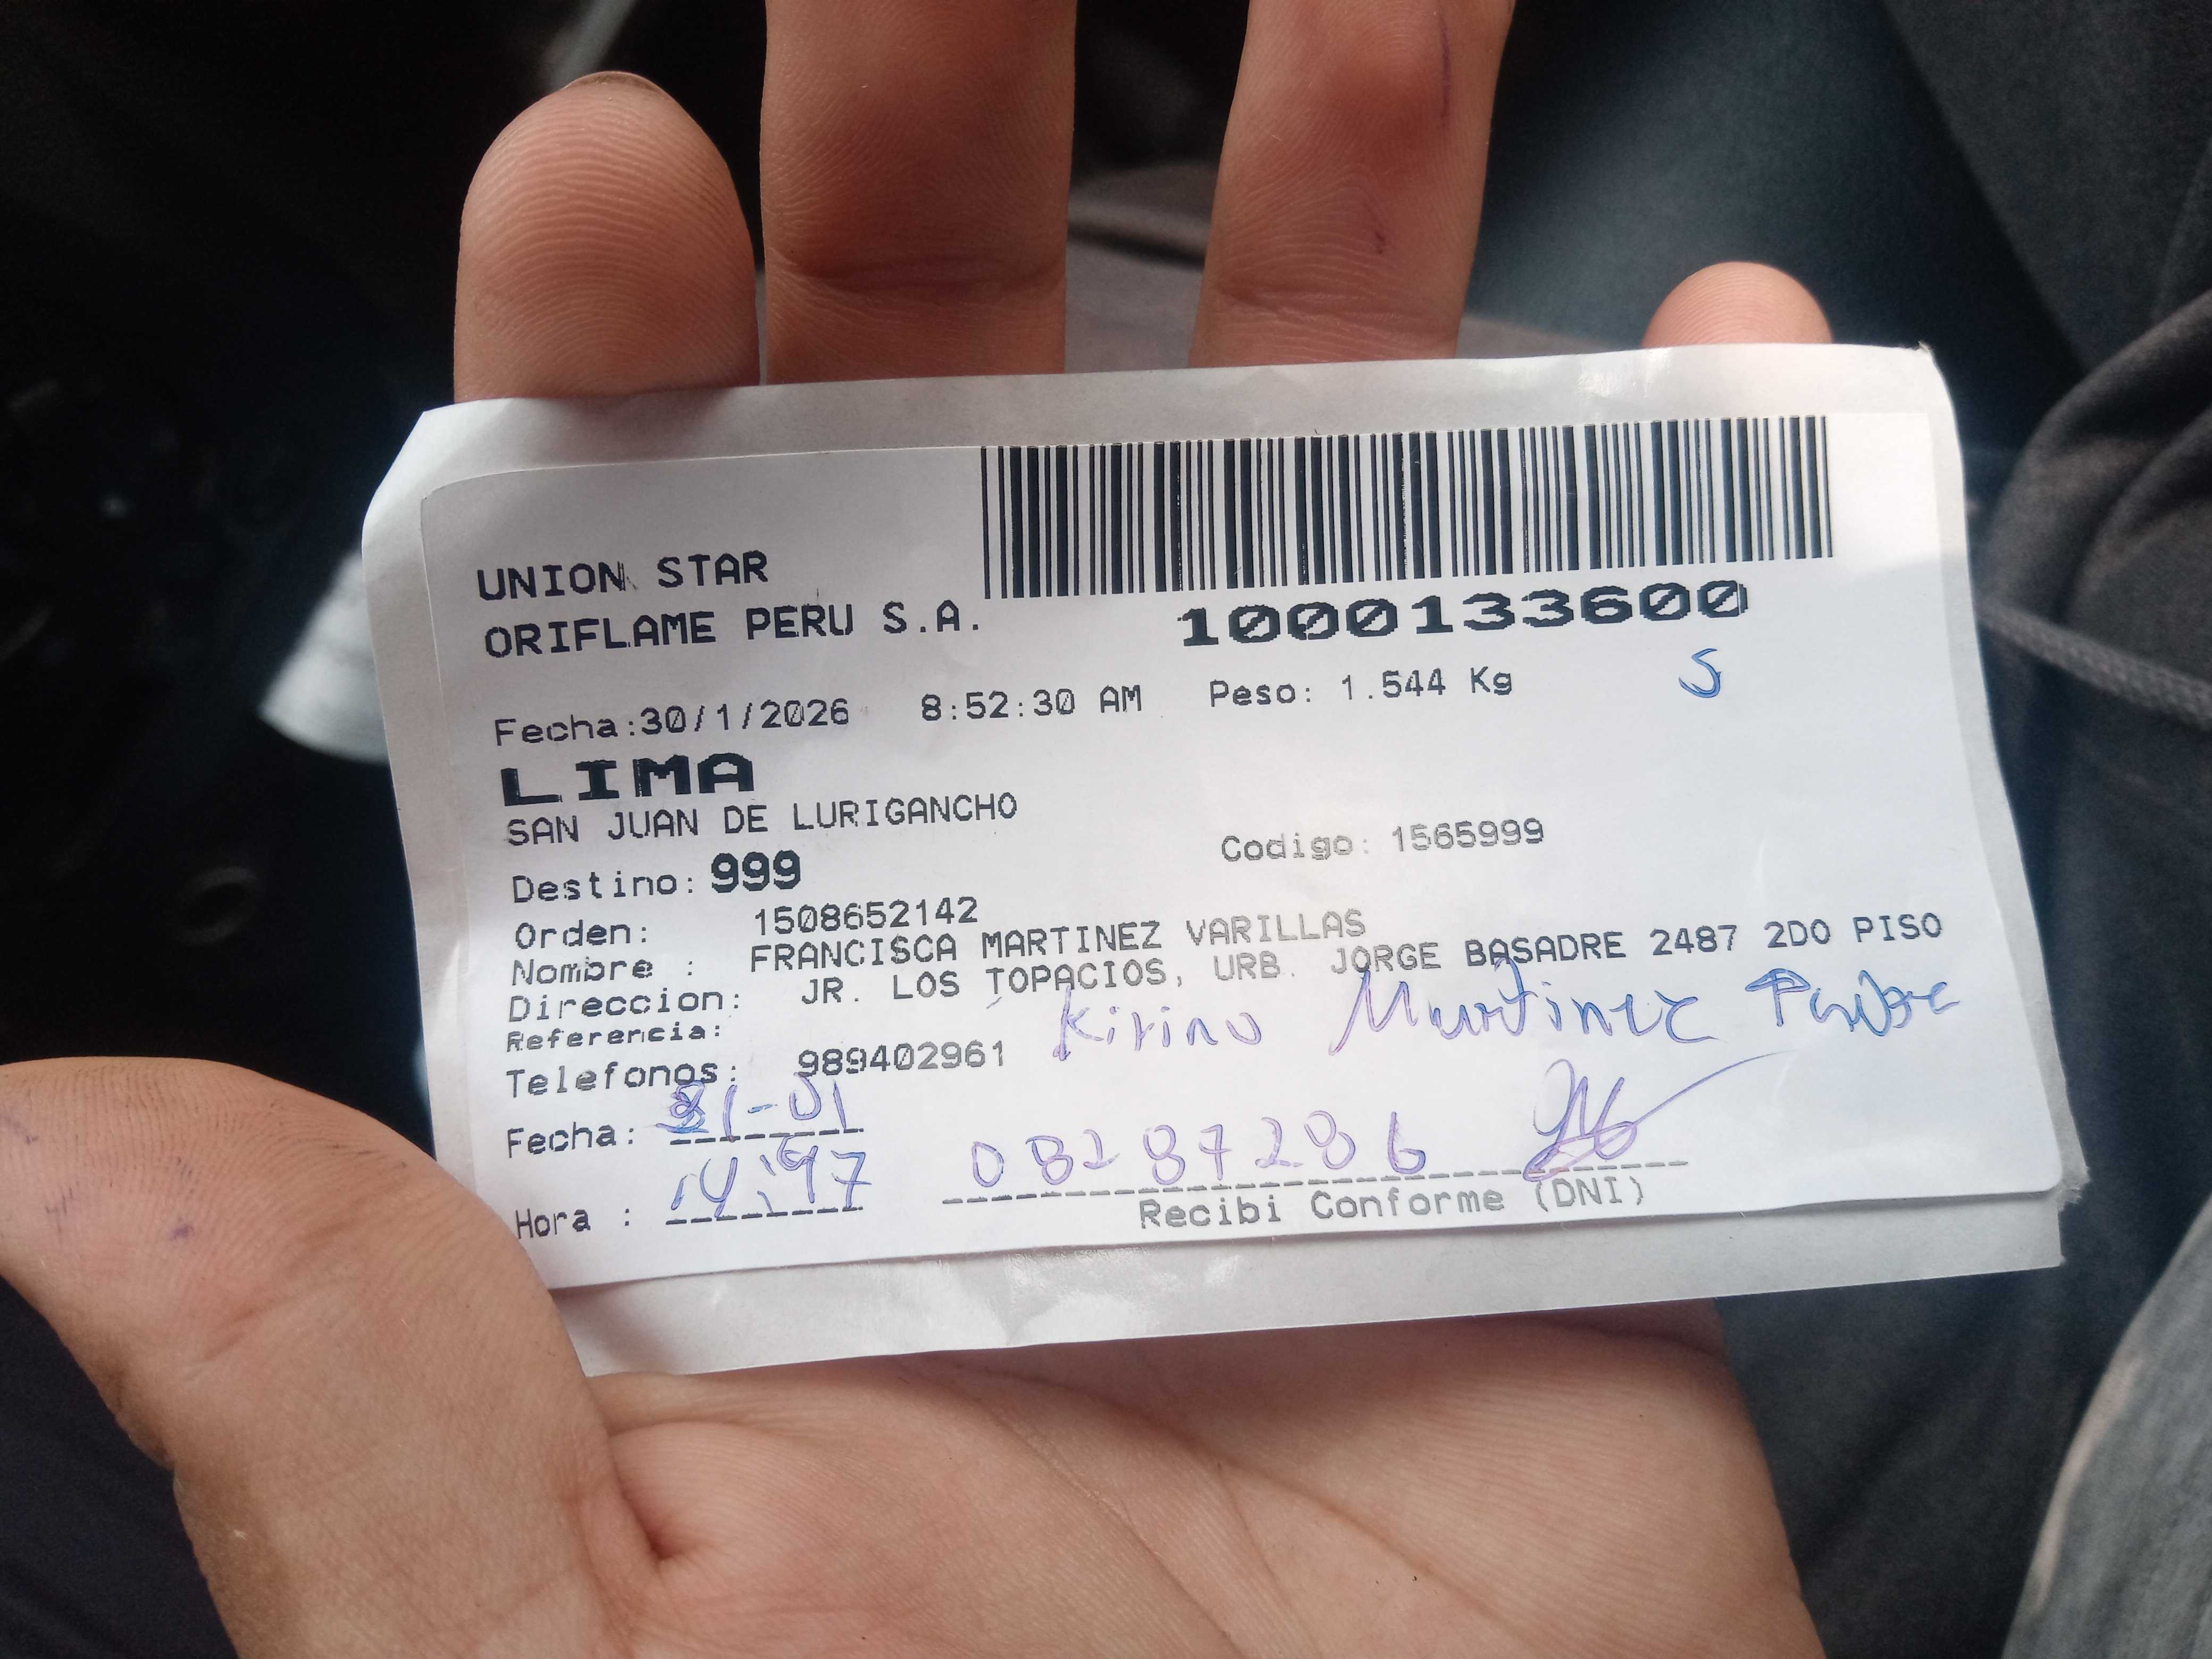 UNION STAR
ORIFLAME PERU S.A.
1000133600
S
Fecha:30/1/2026 8:52:30 AM Peso: 1.544 Kg
LIMA
SAN JUAN DE LURIGANCHO
Destino: 999 Codigo: 1565999
Orden: 1508652142
Nombre : FRANCISCA MARTINEZ VARILLAS
Direccion: JR. LOS TOPACIOS, URB. JORGE BASADRE 2487 2DO PISO
Referencia:
Kirino Martinez
Telefonos: 989402961
Fecha: 31-01
Hora : 14:47
Recibi Conforme (DNI)